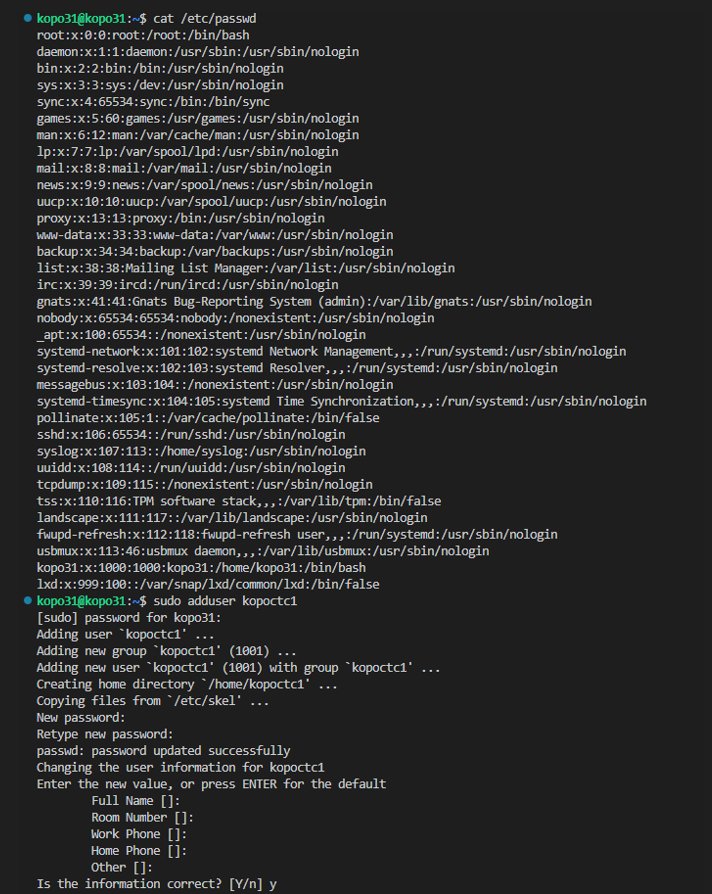 kopo31@kopo31:~$ cat /etc/passwd
root:x:0:0:root:/root:/bin/bash
daemon:x:1:1:daemon:/usr/sbin:/usr/sbin/nologin
bin:x:2:2:bin:/bin:/usr/sbin/nologin
sys:x:3:3:sys:/dev:/usr/sbin/nologin
sync:x:4:65534:sync:/bin:/bin/sync
games:x:5:60:games:/usr/games:/usr/sbin/nologin
man:x:6:12:man:/var/cache/man:/usr/sbin/nologin
lp:x:7:7:lp:/var/spool/lpd:/usr/sbin/nologin
mail:x:8:8:mail:/var/mail:/usr/sbin/nologin
news:x:9:9:news:/var/spool/news:/usr/sbin/nologin
uucp:x:10:10:uucp:/var/spool/uucp:/usr/sbin/nologin
proxy:x:13:13:proxy:/bin:/usr/sbin/nologin
www-data:x:33:33:www-data:/var/www:/usr/sbin/nologin
backup:x:34:34:backup:/var/backups:/usr/sbin/nologin
list:x:38:38:Mailing List Manager:/var/list:/usr/sbin/nologin
irc:x:39:39:ircd:/run/ircd:/usr/sbin/nologin
gnats:x:41:41:Gnats Bug-Reporting System (admin):/var/lib/gnats:/usr/sbin/nologin
nobody:x:65534:65534:nobody:/nonexistent:/usr/sbin/nologin
_apt:x:100:65534::/nonexistent:/usr/sbin/nologin
systemd-network:x:101:102:systemd Network Management,,,:/run/systemd:/usr/sbin/nologin
systemd-resolve:x:102:103:systemd Resolver,,,:/run/systemd:/usr/sbin/nologin
messagebus:x:103:104::/nonexistent:/usr/sbin/nologin
systemd-timesync:x:104:105:systemd Time Synchronization,,,:/run/systemd:/usr/sbin/nologin
pollinate:x:105:1::/var/cache/pollinate:/bin/false
sshd:x:106:65534::/run/sshd:/usr/sbin/nologin
syslog:x:107:113::/home/syslog:/usr/sbin/nologin
uuidd:x:108:114::/run/uuidd:/usr/sbin/nologin
tcpdump:x:109:115::/nonexistent:/usr/sbin/nologin
tss:x:110:116:TPM software stack,,,:/var/lib/tpm:/bin/false
landscape:x:111:117::/var/lib/landscape:/usr/sbin/nologin
fwupd-refresh:x:112:118:fwupd-refresh user,,,:/run/systemd:/usr/sbin/nologin
usbmux:x:113:46:usbmux daemon,,,:/var/lib/usbmux:/usr/sbin/nologin
kopo31:x:1000:1000:kopo31:/home/kopo31:/bin/bash
lxd:x:999:100::/var/snap/lxd/common/lxd:/bin/false
kopo31@kopo31:~$ sudo adduser kopoctc1
[sudo] password for kopo31:
Adding user `kopoctc1' ...
Adding new group `kopoctc1' (1001) ...
Adding new user `kopoctc1' (1001) with group `kopoctc1' ...
Creating home directory `/home/kopoctc1' ...
Copying files from `/etc/skel' ...
New password:
Retype new password:
passwd: password updated successfully
Changing the user information for kopoctc1
Enter the new value, or press ENTER for the default
Full Name []:
Room Number []:
Work Phone []:
Home Phone []:
Other []:
Is the information correct? [Y/n] y